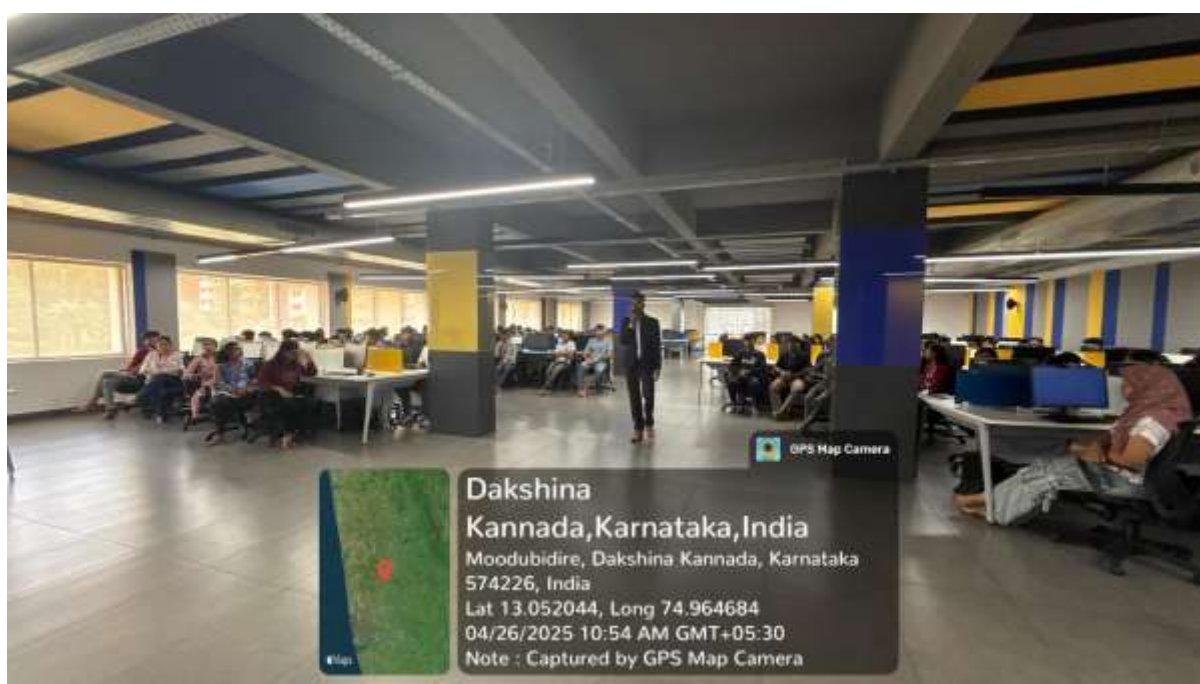 GPS Map Camera
Dakshina
Kannada,Karnataka,India
Moodubidire, Dakshina Kannada, Karnataka
574226, India
Lat 13.052044, Long 74.964684
04/26/2025 10:54 AM GMT+05:30
Note : Captured by GPS Map Camera
Maps